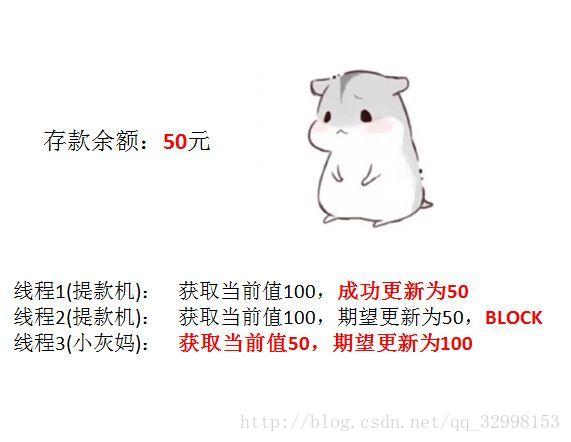 存款余额：50元
线程1(提款机)： 获取当前值100，成功更新为50
线程2(提款机)： 获取当前值100，期望更新为50，BLOCK
线程3(小灰妈)： 获取当前值50，期望更新为100
http://blog.csdn.net/qq_32998153